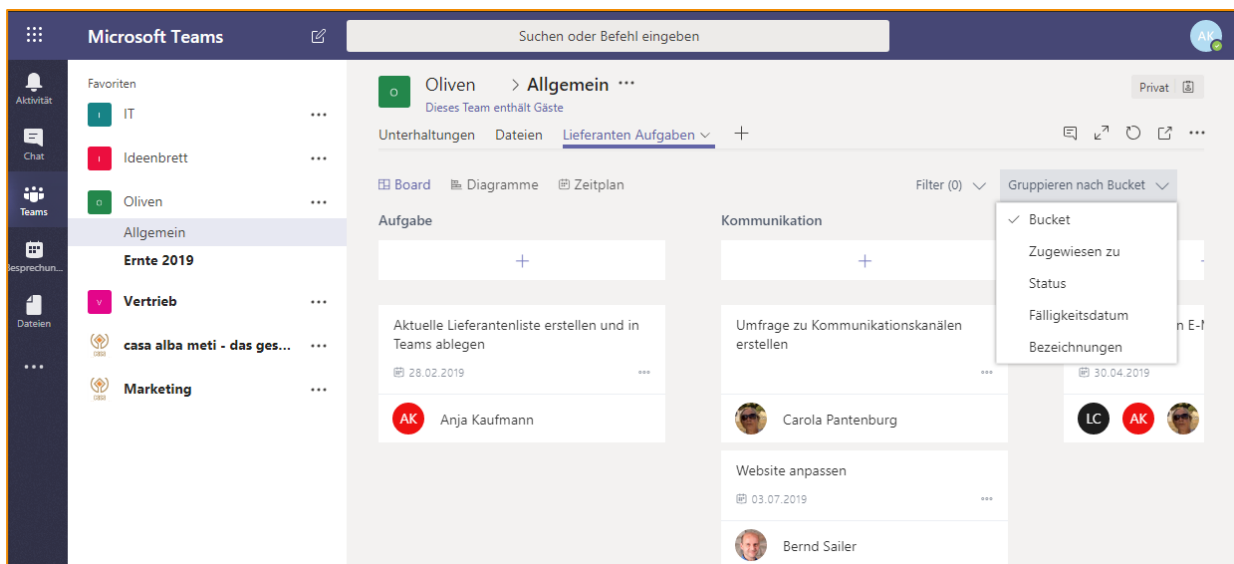 Microsoft Teams
Suchen oder Befehl eingeben
AK
Aktivität
Chat
Teams
Besprechun...
Dateien
Favoriten
I
IT
I
Ideenbrett
O
Oliven
Allgemein
Ernte 2019
V
Vertrieb
casa alba meti - das ges...
Marketing
O
Oliven > Allgemein
Dieses Team enthält Gäste
Privat
Unterhaltungen Dateien Lieferanten Aufgaben
Board Diagramme Zeitplan
Filter (0)
Gruppieren nach Bucket
Bucket
Zugewiesen zu
Status
Fälligkeitsdatum
Bezeichnungen
Aufgabe
Aktuelle Lieferantenliste erstellen und in
Teams ablegen
28.02.2019
AK
Anja Kaufmann
Kommunikation
Umfrage zu Kommunikationskanälen
erstellen
Carola Pantenburg
Website anpassen
03.07.2019
Bernd Sailer
30.04.2019
LC
AK